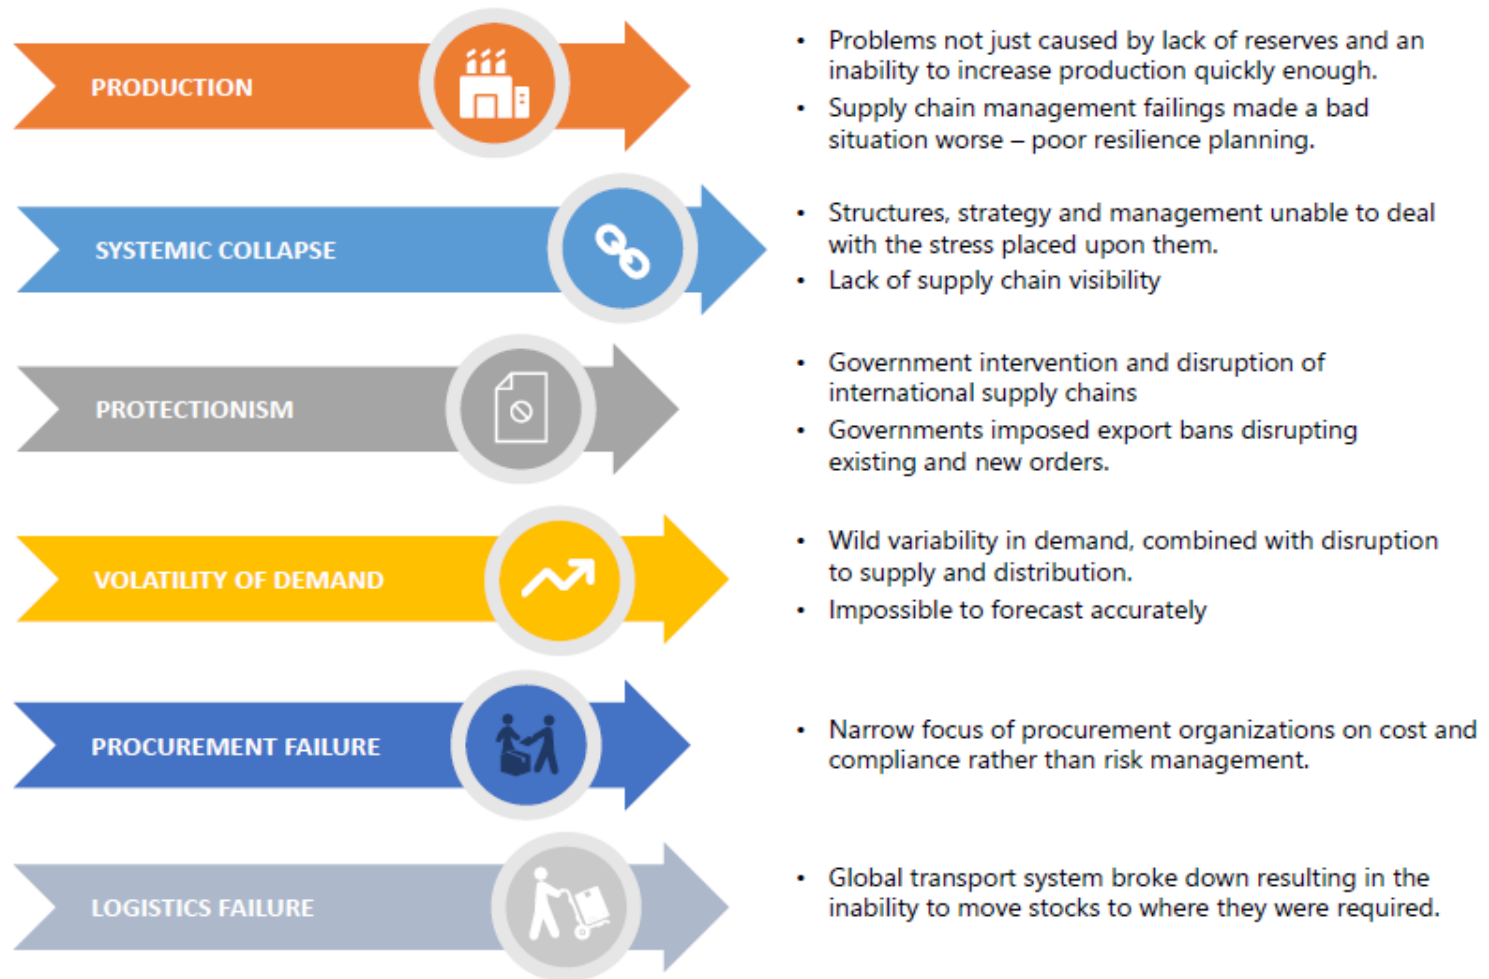 PRODUCTION
• Problems not just caused by lack of reserves and an
inability to increase production quickly enough.
• Supply chain management failings made a bad
situation worse – poor resilience planning.
SYSTEMIC COLLAPSE
• Structures, strategy and management unable to deal
with the stress placed upon them.
• Lack of supply chain visibility
PROTECTIONISM
• Government intervention and disruption of
international supply chains
• Governments imposed export bans disrupting
existing and new orders.
VOLATILITY OF DEMAND
• Wild variability in demand, combined with disruption
to supply and distribution.
• Impossible to forecast accurately
PROCUREMENT FAILURE
• Narrow focus of procurement organizations on cost and
compliance rather than risk management.
LOGISTICS FAILURE
• Global transport system broke down resulting in the
inability to move stocks to where they were required.